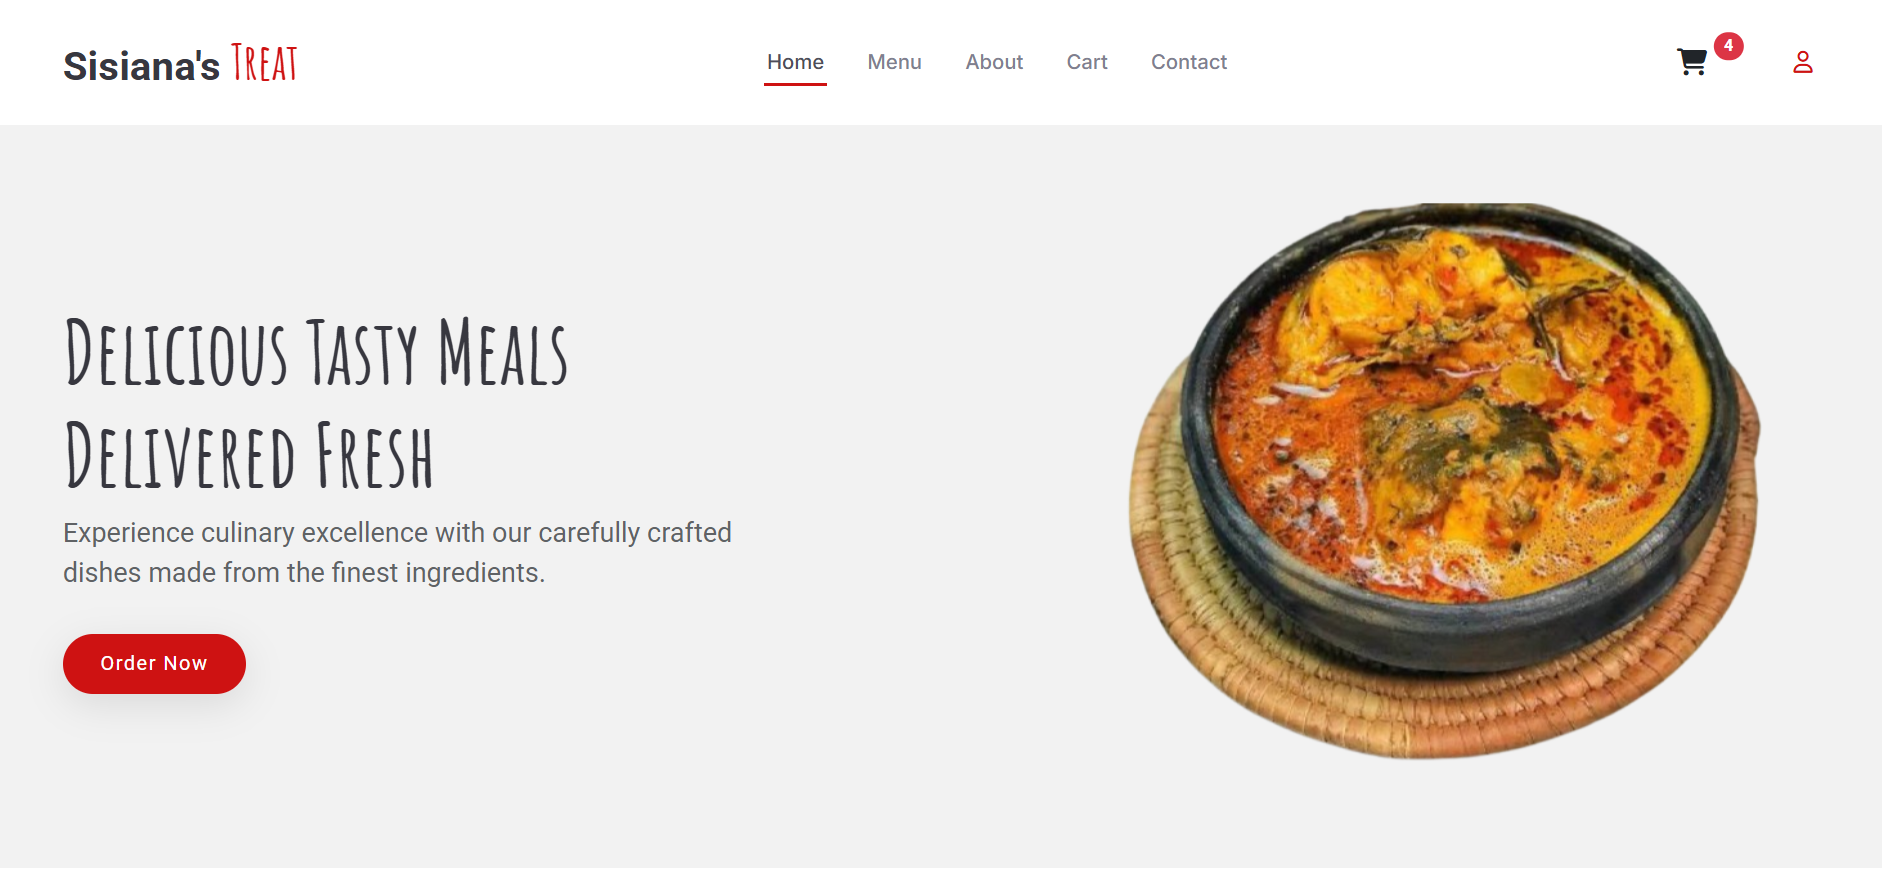 Sisiana's Treat
Home Menu About Cart Contact
4
Delicious Tasty Meals
Delivered Fresh
Experience culinary excellence with our carefully crafted
dishes made from the finest ingredients.
Order Now